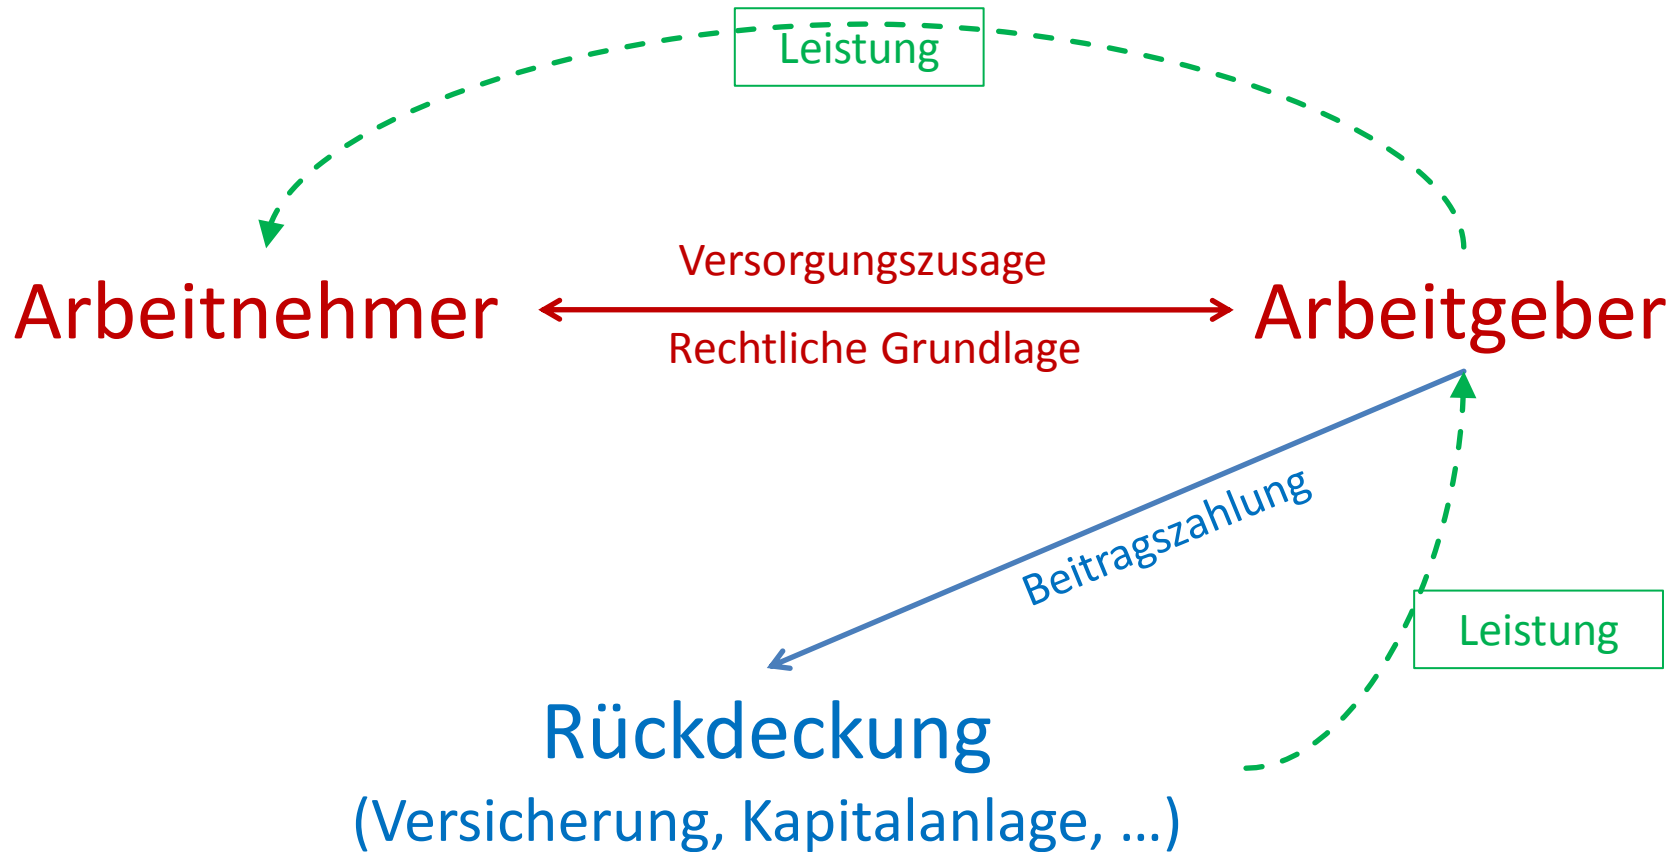 Leistung
Versorgungszusage
Arbeitnehmer
Arbeitgeber
Rechtliche Grundlage
Beitragszahlung
Leistung
Rückdeckung
(Versicherung, Kapitalanlage, ...)